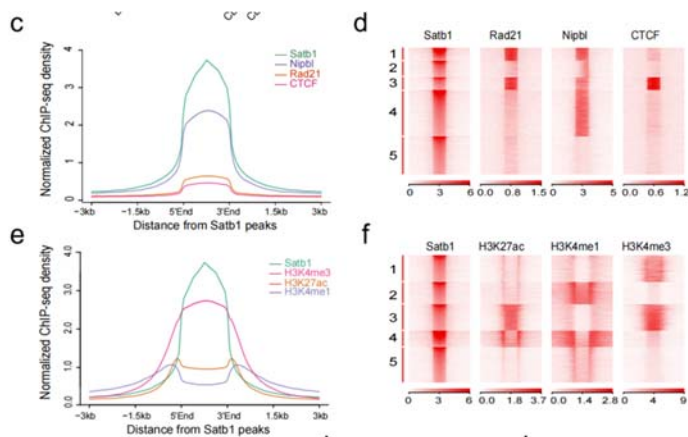 c
Normalized ChIP-seq density
4
3
2
1
0
Satb1
Nipbl
Rad21
CTCF
−3kb −1.5kb 5'End 3'End 1.5kb 3kb
Distance from Satb1 peaks
d
Satb1 Rad21 Nipbl CTCF
1
2
3
4
5
0 3 6 0.0 0.8 1.5 0 3 5 0.0 0.6 1.2
e
Normalized ChIP-seq density
4.0
3.0
2.0
1.0
0.0
Satb1
H3K4me3
H3K27ac
H3K4me1
−3kb −1.5kb 5'End 3'End 1.5kb 3kb
Distance from Satb1 peaks
f
Satb1 H3K27ac H3K4me1 H3K4me3
1
2
3
4
5
0 3 6 0.0 1.8 3.7 0.0 1.4 2.8 0 4 9